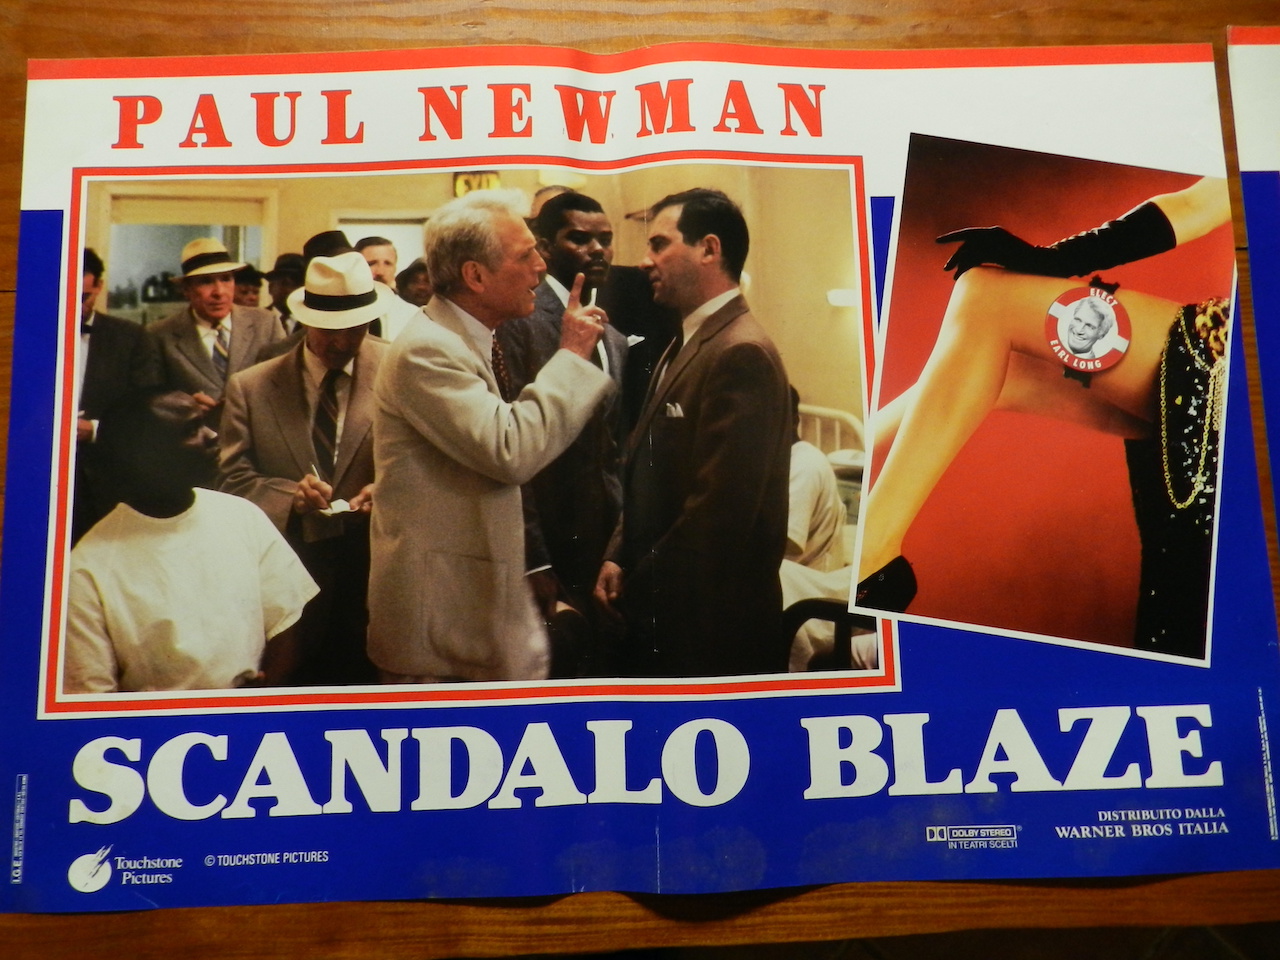 PAUL NEWMAN
EXIT
ELECT
EARL LONG
SCANDALO BLAZE
Touchstone
Pictures
© TOUCHSTONE PICTURES
DOLBY STEREO
IN TEATRI SCELTI
DISTRIBUITO DALLA
WARNER BROS ITALIA
I.G.E.